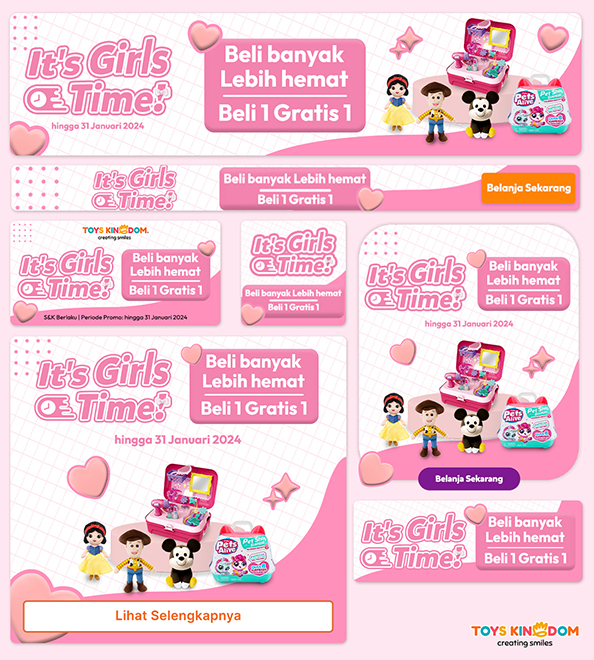 It's Girls
Time!
hingga 31 Januari 2024
Beli banyak
Lebih hemat
Beli 1 Gratis 1
Pets
Alive
It's Girls
Time!
Beli banyak Lebih hemat
Beli 1 Gratis 1
Belanja Sekarang
TOYS KINGDOM.
creating smiles
It's Girls
Time!
Beli banyak
Lebih hemat
Beli 1 Gratis 1
S&K Berlaku | Periode Promo: hingga 31 Januari 2024
It's Girls
Time!
Beli banyak Lebih hemat
Beli 1 Gratis 1
It's Girls
Time!
Beli banyak
Lebih hemat
Beli 1 Gratis 1
hingga 31 Januari 2024
Pets
Alive
Belanja Sekarang
It's Girls
Time!
Beli banyak
Lebih hemat
Beli 1 Gratis 1
hingga 31 Januari 2024
Pets
Alive
Lihat Selengkapnya
It's Girls
Time!
Beli banyak
Lebih hemat
Beli 1 Gratis 1
TOYS KINGDOM
creating smiles